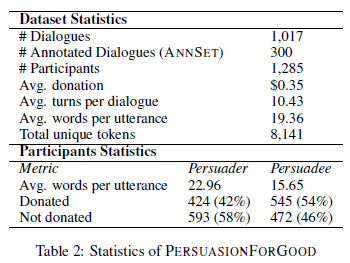 Dataset Statistics
# Dialogues 1,017
# Annotated Dialogues (ANNSET) 300
# Participants 1,285
Avg. donation $0.35
Avg. turns per dialogue 10.43
Avg. words per utterance 19.36
Total unique tokens 8,141
Participants Statistics
Metric Persuader Persuadee
Avg. words per utterance 22.96 15.65
Donated 424 (42%) 545 (54%)
Not donated 593 (58%) 472 (46%)
Table 2: Statistics of PERSUASIONFORGOOD